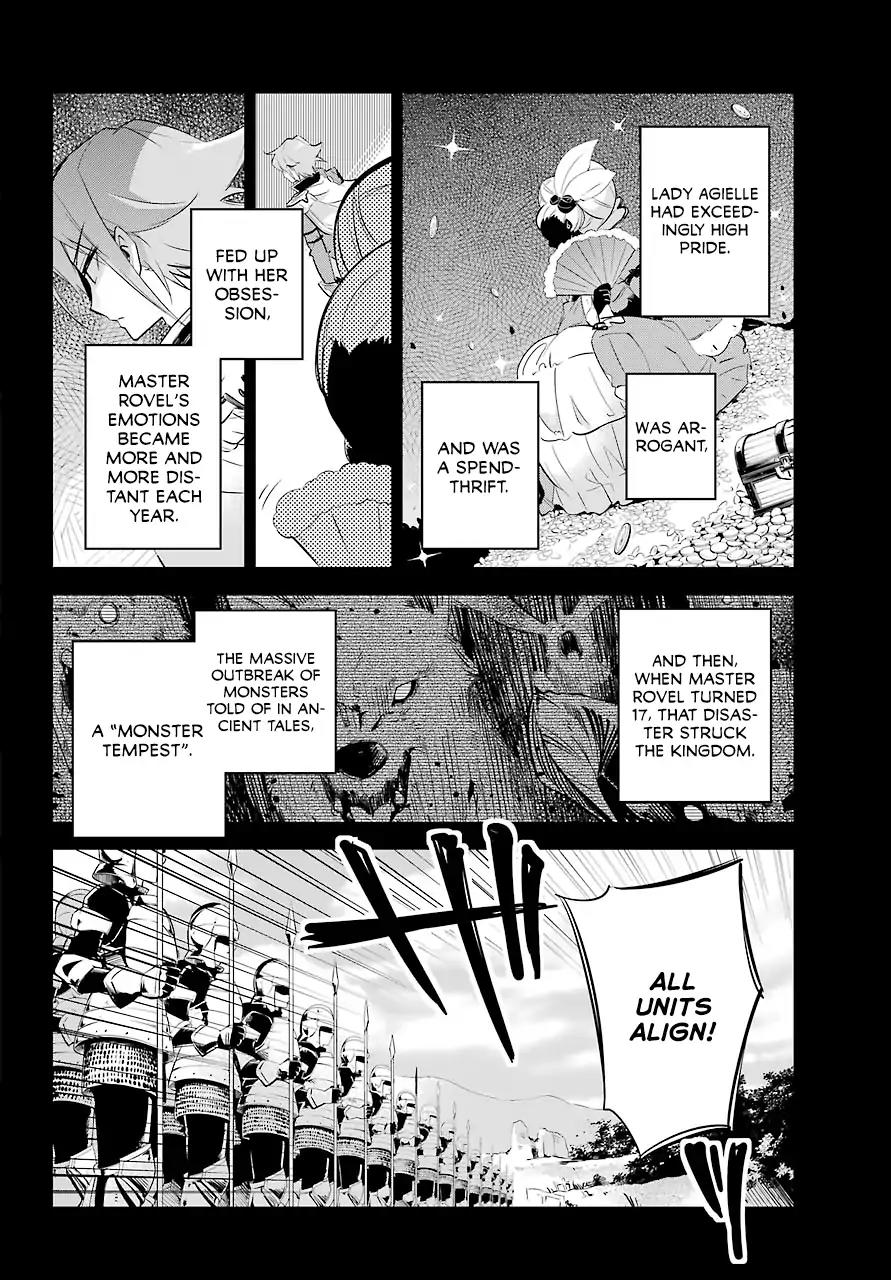 LADY AGIELLE
HAD EXCEED-
INGLY HIGH
PRIDE.
WAS AR-
ROGANT,
AND WAS
A SPEND-
THRIFT.
FED UP
WITH HER
OBSES-
SION,
MASTER
ROVEL'S
EMOTIONS
BECAME
MORE AND
MORE DIS-
TANT EACH
YEAR.
AND THEN,
WHEN MASTER
ROVEL TURNED
17, THAT DISAS-
TER STRUCK
THE KINGDOM.
THE MASSIVE
OUTBREAK OF
MONSTERS
TOLD OF IN AN-
CIENT TALES,
A "MONSTER
TEMPEST".
ALL
UNITS
ALIGN!
ザッ